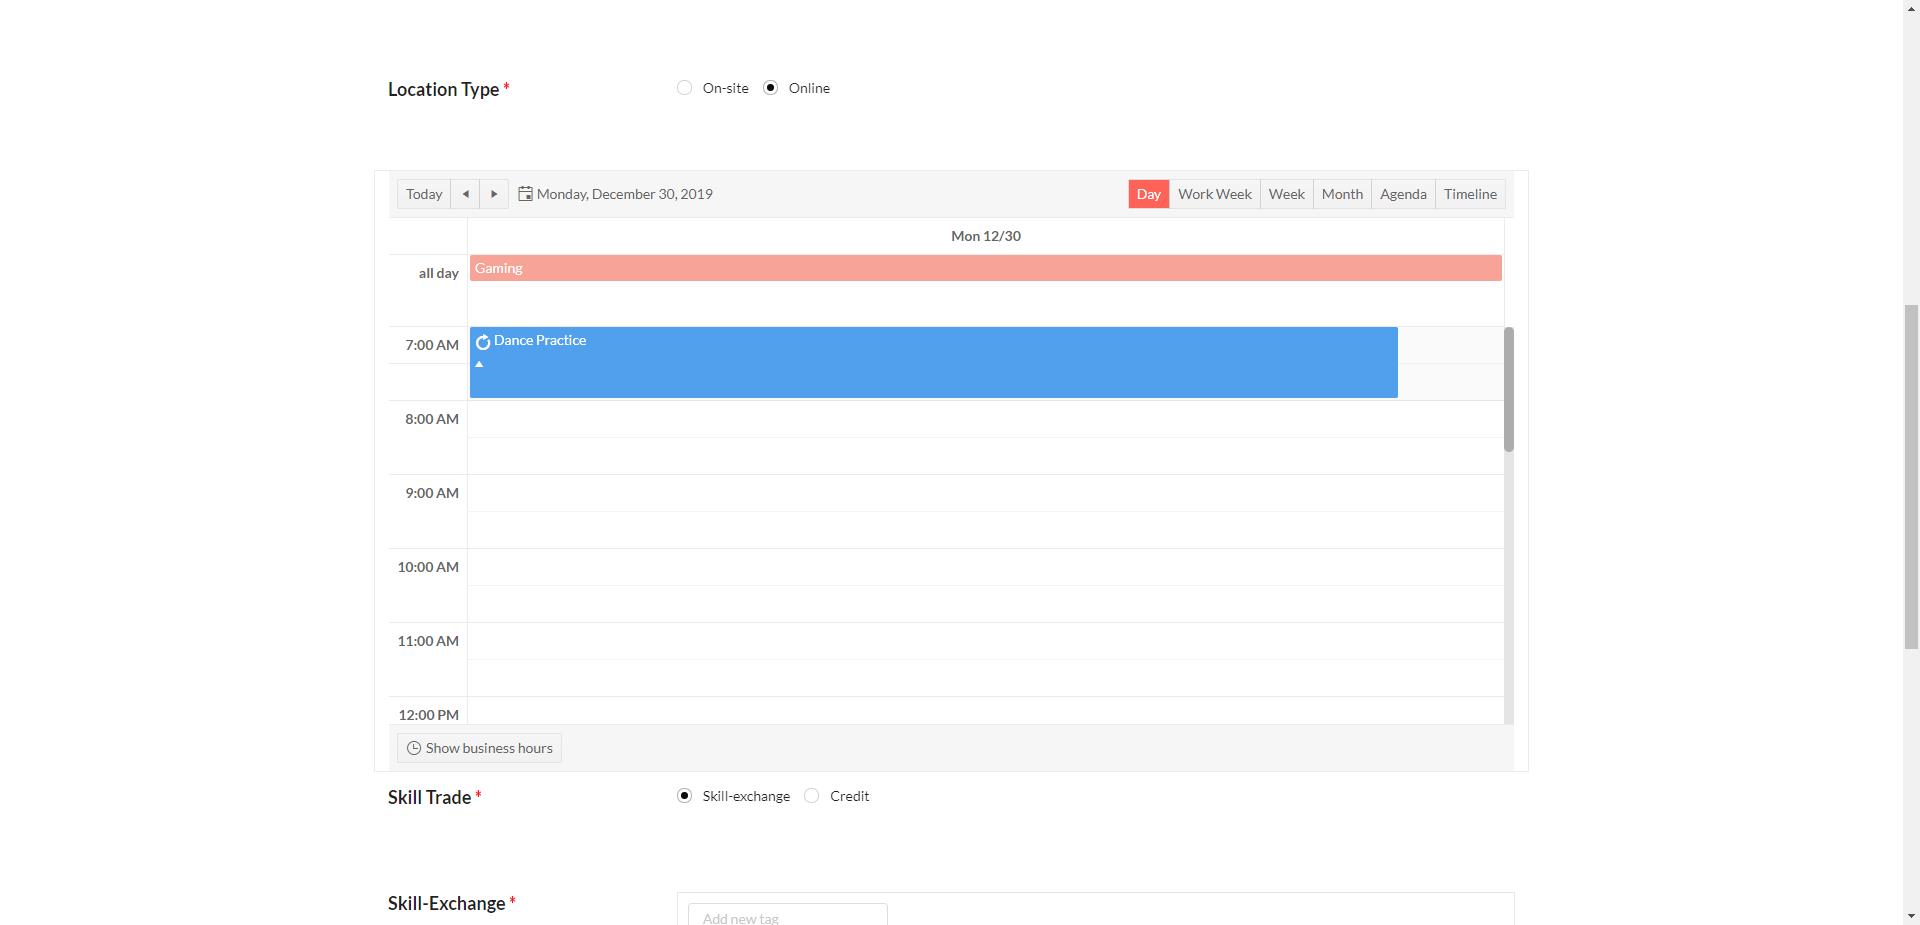 Location Type * On-site Online
Today Monday, December 30, 2019 Day Work Week Week Month Agenda Timeline
Mon 12/30
all day Gaming
7:00 AM Dance Practice
8:00 AM
9:00 AM
10:00 AM
11:00 AM
12:00 PM
Show business hours
Skill Trade * Skill-exchange Credit
Skill-Exchange * Add new tag